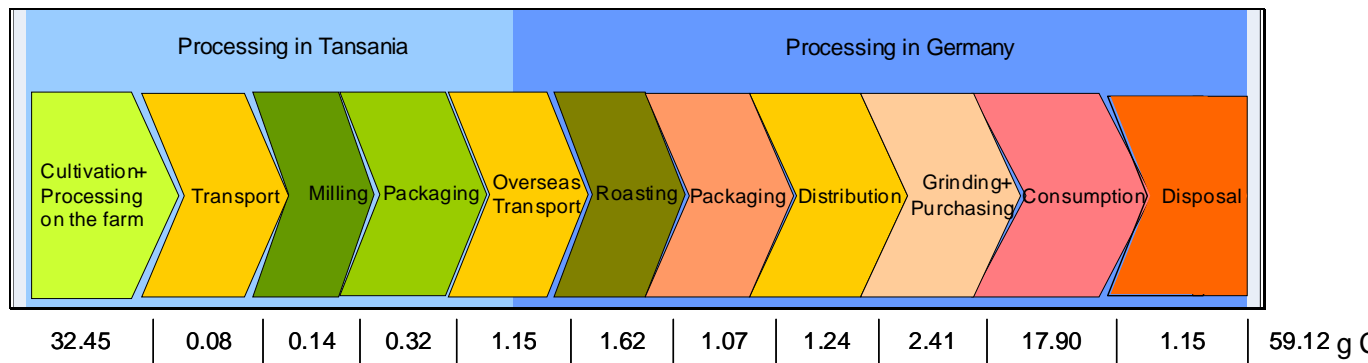 Processing in Tansania
Processing in Germany
Cultivation+
Processing
on the farm
Transport
Milling
Packaging
Overseas
Transport
Roasting
Packaging
Distribution
Grinding+
Purchasing
Consumption
Disposal
32.45 | 0.08 | 0.14 | 0.32 | 1.15 | 1.62 | 1.07 | 1.24 | 2.41 | 17.90 | 1.15 | 59.12 g